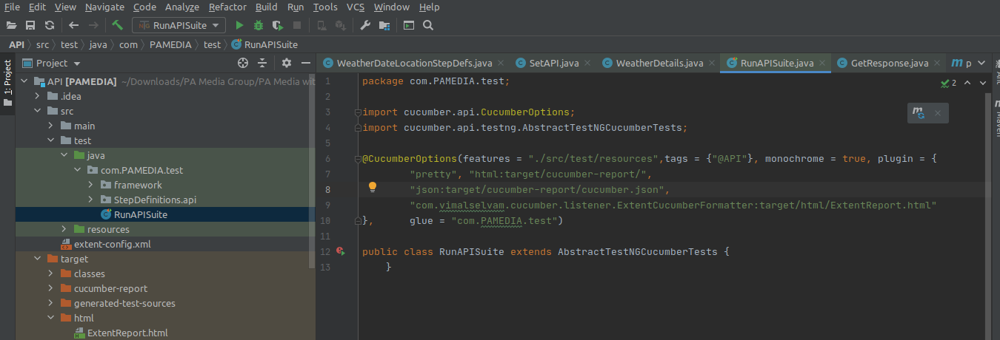 File Edit View Navigate Code Analyze Refactor Build Run Tools VCS Window Help
RunAPISuite
API src test java com PAMEDIA test RunAPISuite
1: Project
Project
WeatherDateLocationStepDefs.java SetAPI.java WeatherDetails.java RunAPISuite.java GetResponse.java m p
API [PAMEDIA] ~/Downloads/PA Media Group/PA Media wit
.idea
src
main
test
java
com.PAMEDIA.test
framework
StepDefinitions.api
RunAPISuite
resources
extent-config.xml
target
classes
cucumber-report
generated-test-sources
html
ExtentReport.html
1 package com.PAMEDIA.test;
2
2
3 import cucumber.api.CucumberOptions;
4 import cucumber.api.testng.AbstractTestNGCucumberTests;
5
6 @CucumberOptions(features = "./src/test/resources",tags = {"@API"}, monochrome = true, plugin = {
7 "pretty", "html:target/cucumber-report/",
8 "json:target/cucumber-report/cucumber.json",
9 "com.vimalselvam.cucumber.listener.ExtentCucumberFormatter:target/html/ExtentReport.html"
10 }, glue = "com.PAMEDIA.test")
11
12 public class RunAPISuite extends AbstractTestNGCucumberTests {
13 }
m
Ant
m
Maven